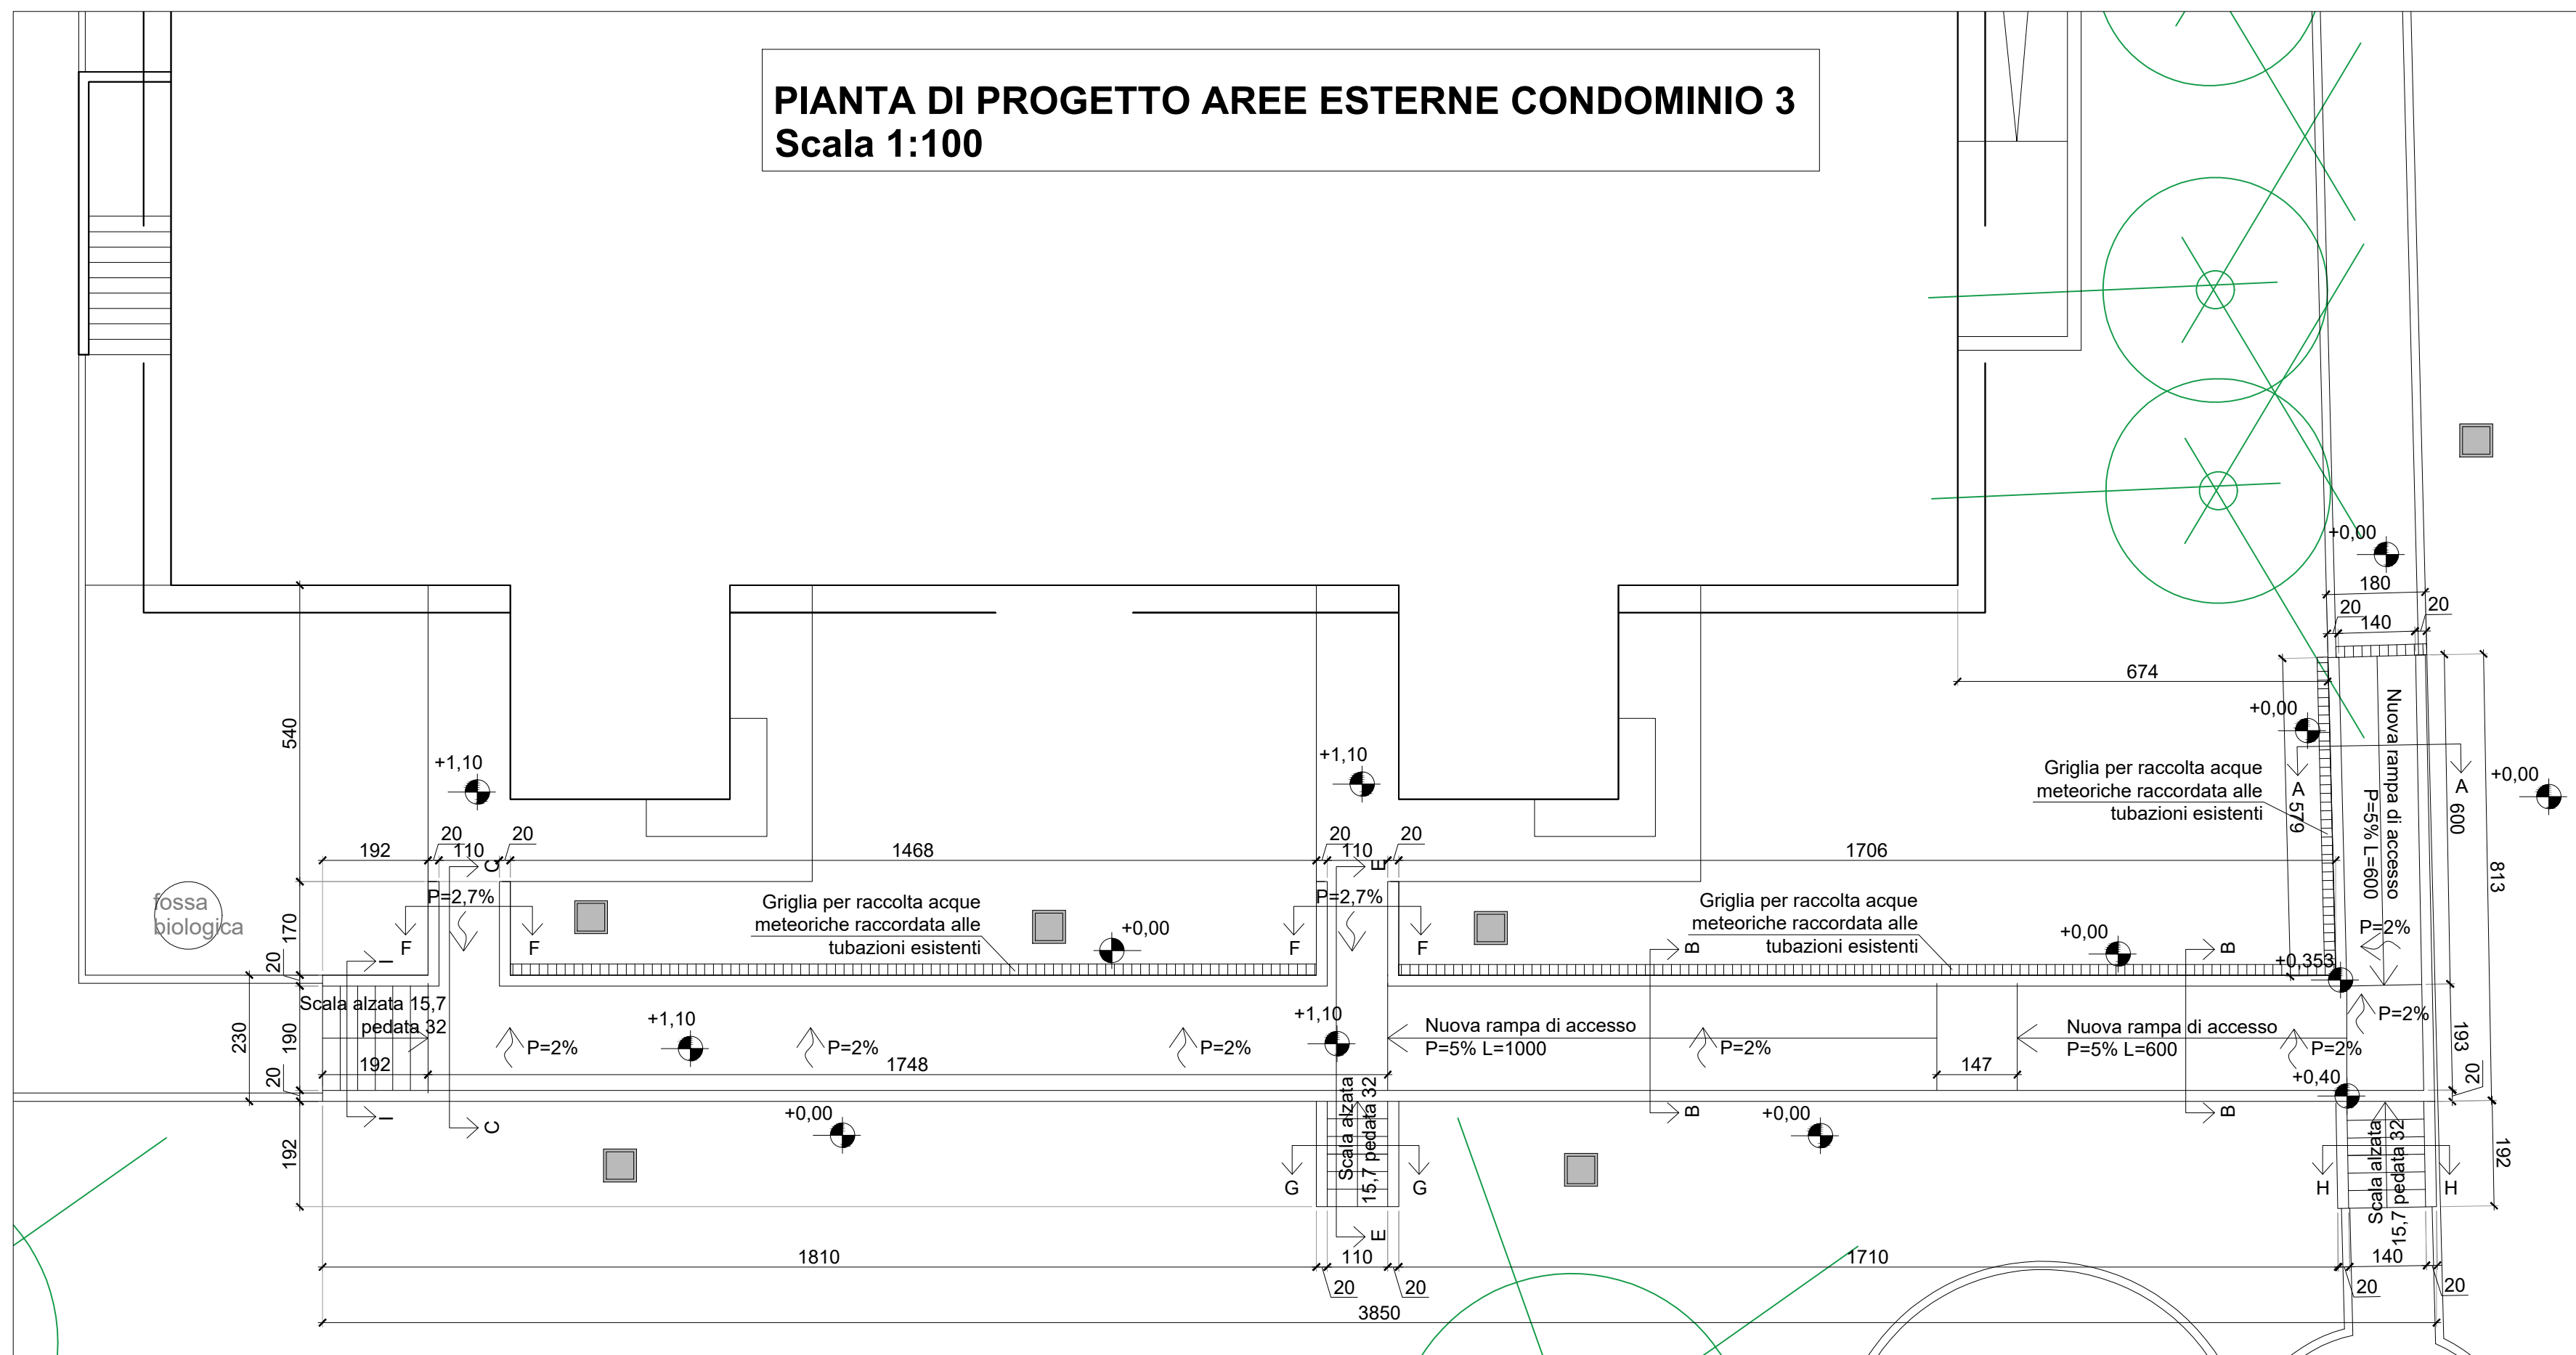 PIANTA DI PROGETTO AREE ESTERNE CONDOMINIO 3
Scala 1:100
+0,00
180
20
20
140
674
+0,00
Nuova rampa di accesso
P=5% L=600
540
+1,10
+1,10
Griglia per raccolta acque
meteoriche raccordata alle
tubazioni esistenti
A
A
579
600
+0,00
813
192
20
110
20
C
1468
20
110
20
E
1706
fossa
biologica
P=2,7%
F
F
Griglia per raccolta acque
meteoriche raccordata alle
tubazioni esistenti
+0,00
P=2,7%
F
F
Griglia per raccolta acque
meteoriche raccordata alle
tubazioni esistenti
B
+0,00
B
P=2%
+0,353
170
20
I
Scala alzata 15,7
pedata 32
230
190
192
1748
+1,10
P=2%
P=2%
P=2%
+1,10
Nuova rampa di accesso
P=5% L=1000
P=2%
147
Nuova rampa di accesso
P=5% L=600
P=2%
P=2%
193
20
+0,40
20
I
C
192
+0,00
Scala alzata
15,7 pedata 32
G
G
E
B
+0,00
B
Scala alzata
15,7 pedata 32
H
H
192
1810
110
1710
140
20
20
20
20
3850